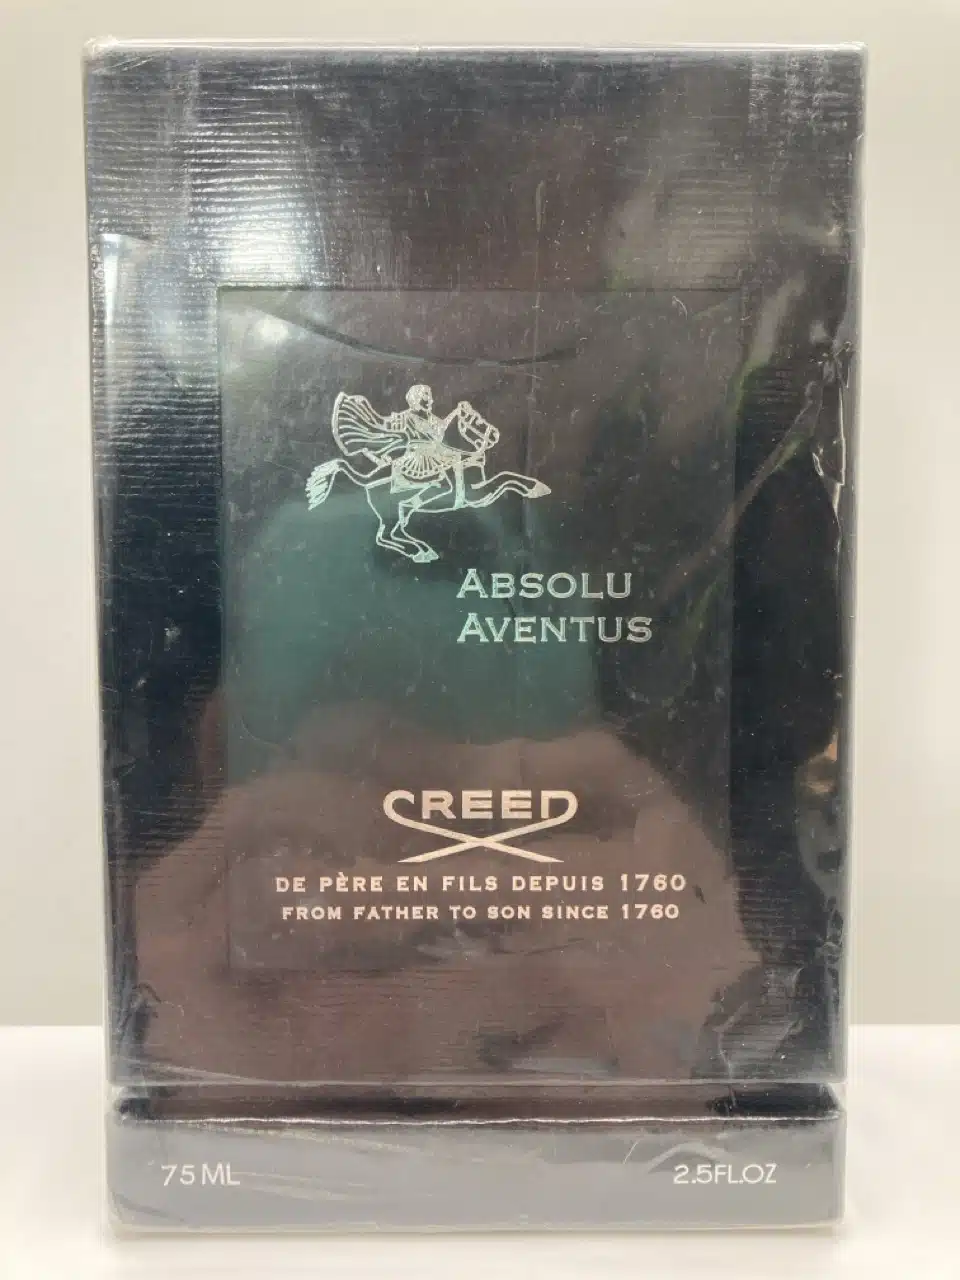 ABSOLU
AVENTUS
CREED
DE PÈRE EN FILS DEPUIS 1760
FROM FATHER TO SON SINCE 1760
75 ML
2.5FL.OZ